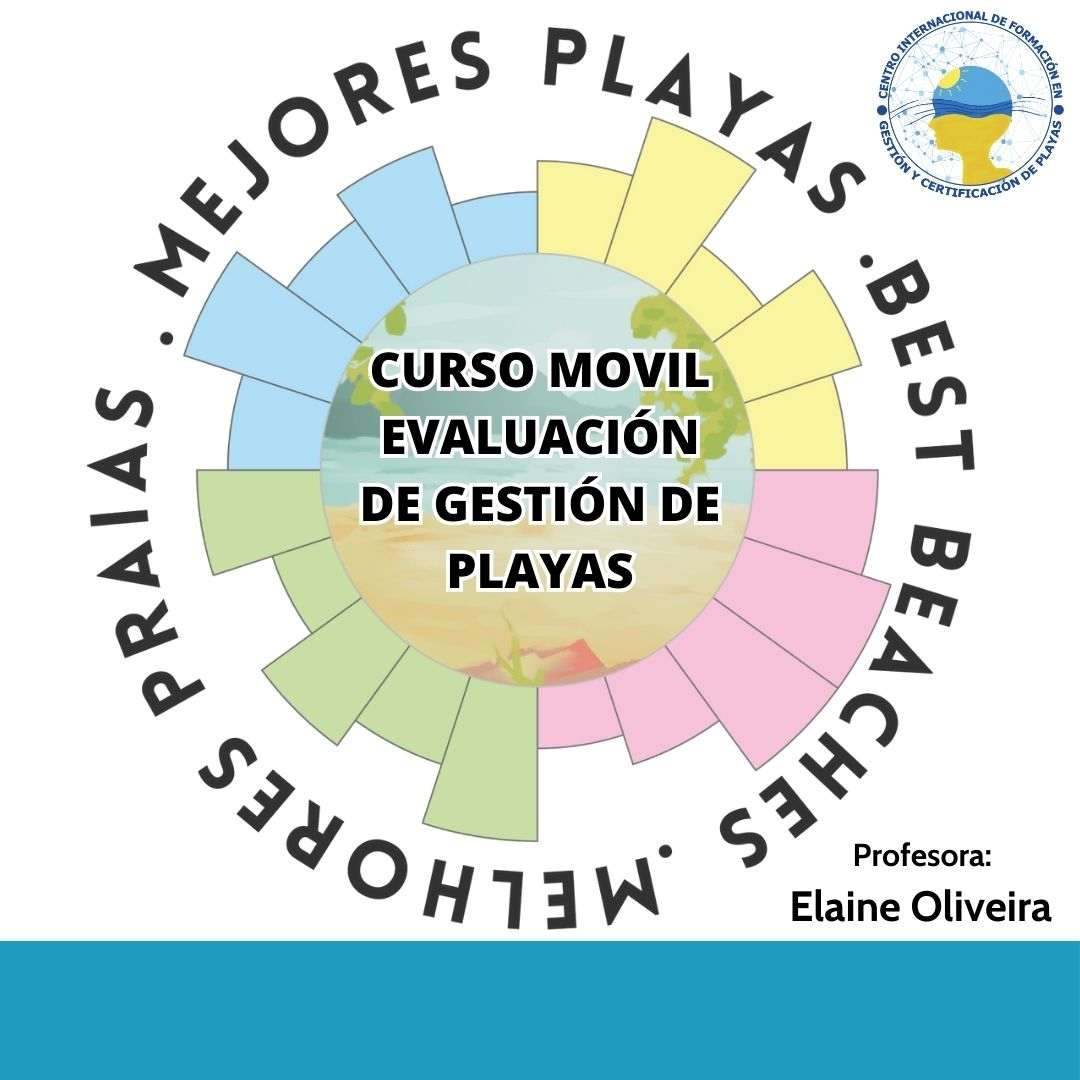 MEJORES PLAYAS . BEST BEACHES . MELHORES PRAIAS .
CENTRO INTERNACIONAL DE FORMACIÓN EN
GESTIÓN Y CERTIFICACIÓN DE PLAYAS
CURSO MOVIL
EVALUACIÓN
DE GESTIÓN DE
PLAYAS
Profesora:
Elaine Oliveira